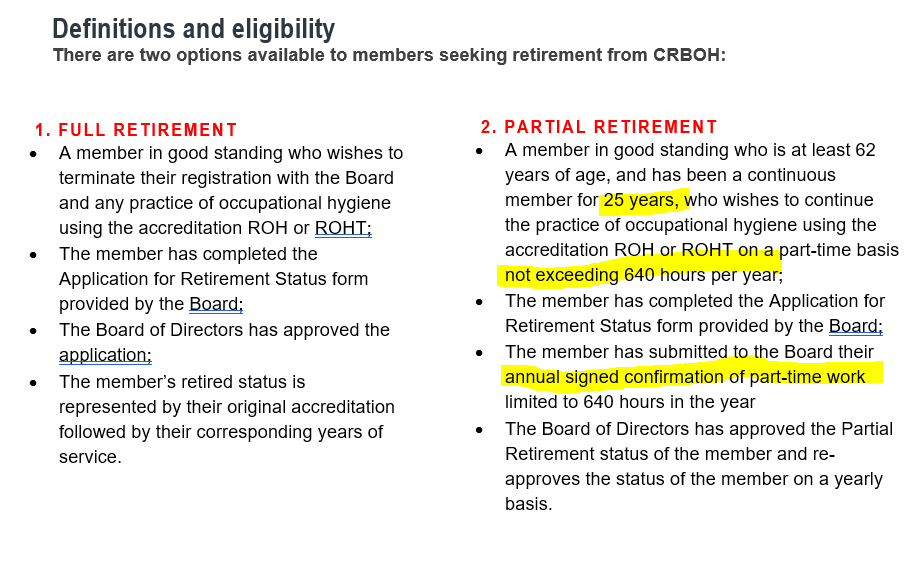 Definitions and eligibility
There are two options available to members seeking retirement from CRBOH:
1. FULL RETIREMENT
• A member in good standing who wishes to
terminate their registration with the Board
and any practice of occupational hygiene
using the accreditation ROH or ROHT;
• The member has completed the
Application for Retirement Status form
provided by the Board;
• The Board of Directors has approved the
application;
• The member’s retired status is
represented by their original accreditation
followed by their corresponding years of
service.
2. PARTIAL RETIREMENT
• A member in good standing who is at least 62
years of age, and has been a continuous
member for 25 years, who wishes to continue
the practice of occupational hygiene using the
accreditation ROH or ROHT on a part-time basis
not exceeding 640 hours per year;
• The member has completed the Application for
Retirement Status form provided by the Board;
• The member has submitted to the Board their
annual signed confirmation of part-time work
limited to 640 hours in the year
• The Board of Directors has approved the Partial
Retirement status of the member and re-
approves the status of the member on a yearly
basis.